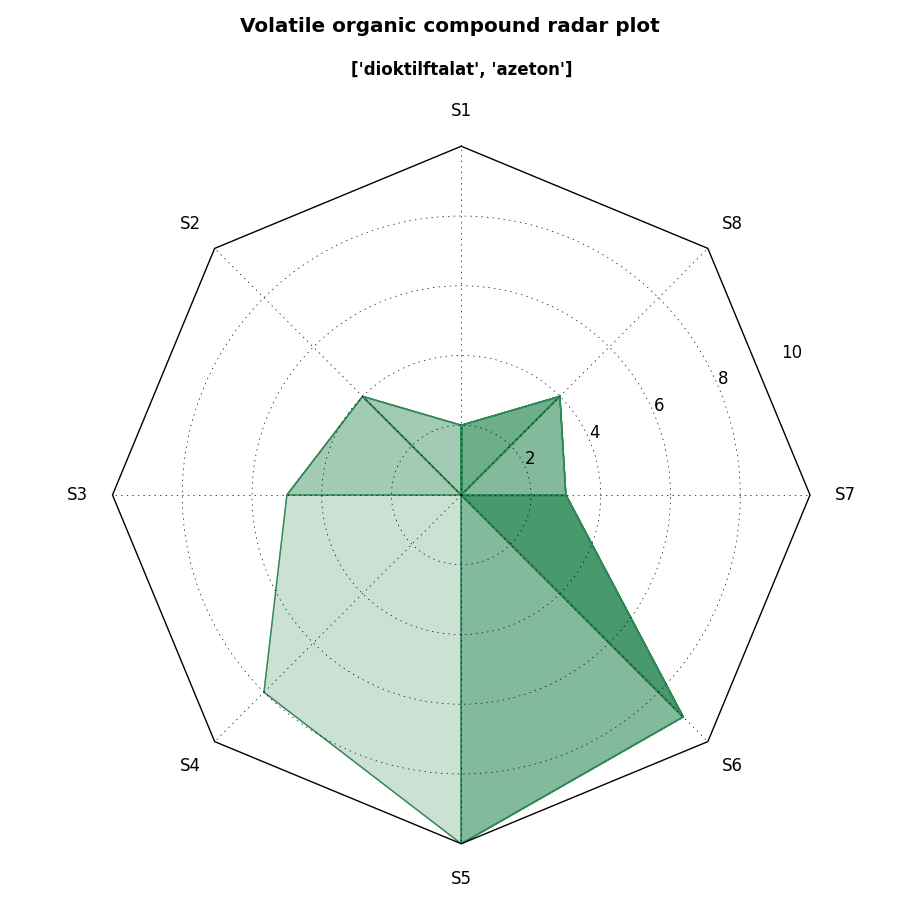 Volatile organic compound radar plot
['dioktilftalat', 'azeton']
S1
S2
S8
10
8
6
4
2
S3
S7
S4
S6
S5